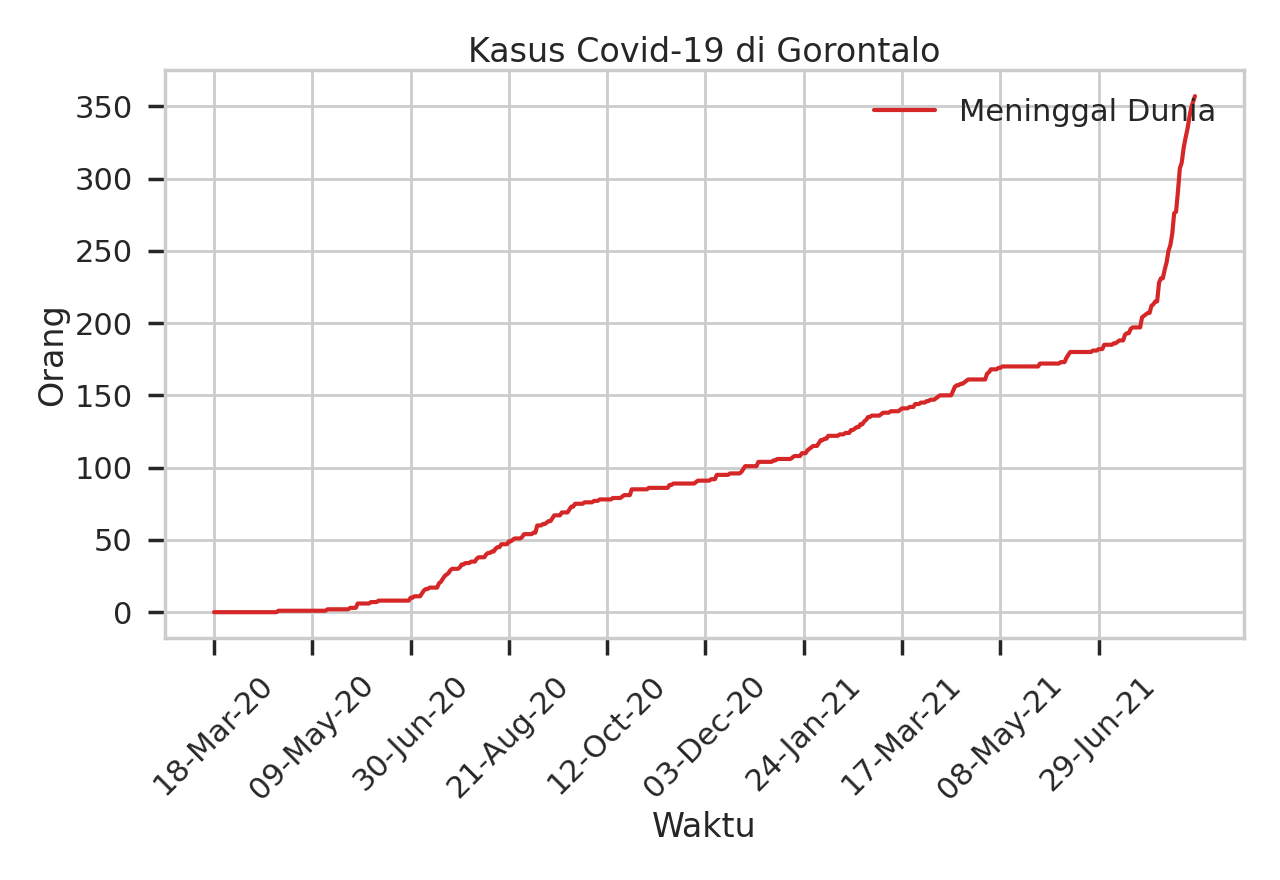 Kasus Covid-19 di Gorontalo
Meninggal Dunia
Orang
350
300
250
200
150
100
50
0
18-Mar-20
09-May-20
30-Jun-20
21-Aug-20
12-Oct-20
03-Dec-20
24-Jan-21
17-Mar-21
08-May-21
29-Jun-21
Waktu